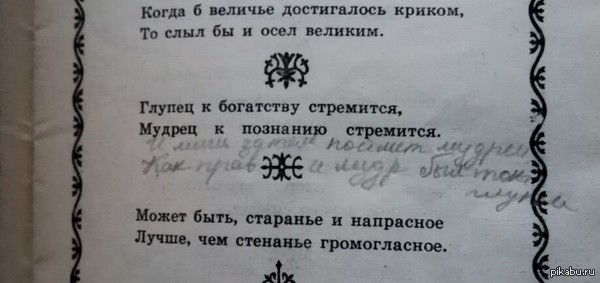 Когда б величье достигалось криком,
То слыл бы и осел великим.
Глупец к богатству стремится,
Мудрец к познанию стремится.
И лишь затем поймет мудрец
Как прав и мудр был тот
глупец
Может быть, старанье и напрасное
Лучше, чем стенанье громогласное.
pikabu.ru